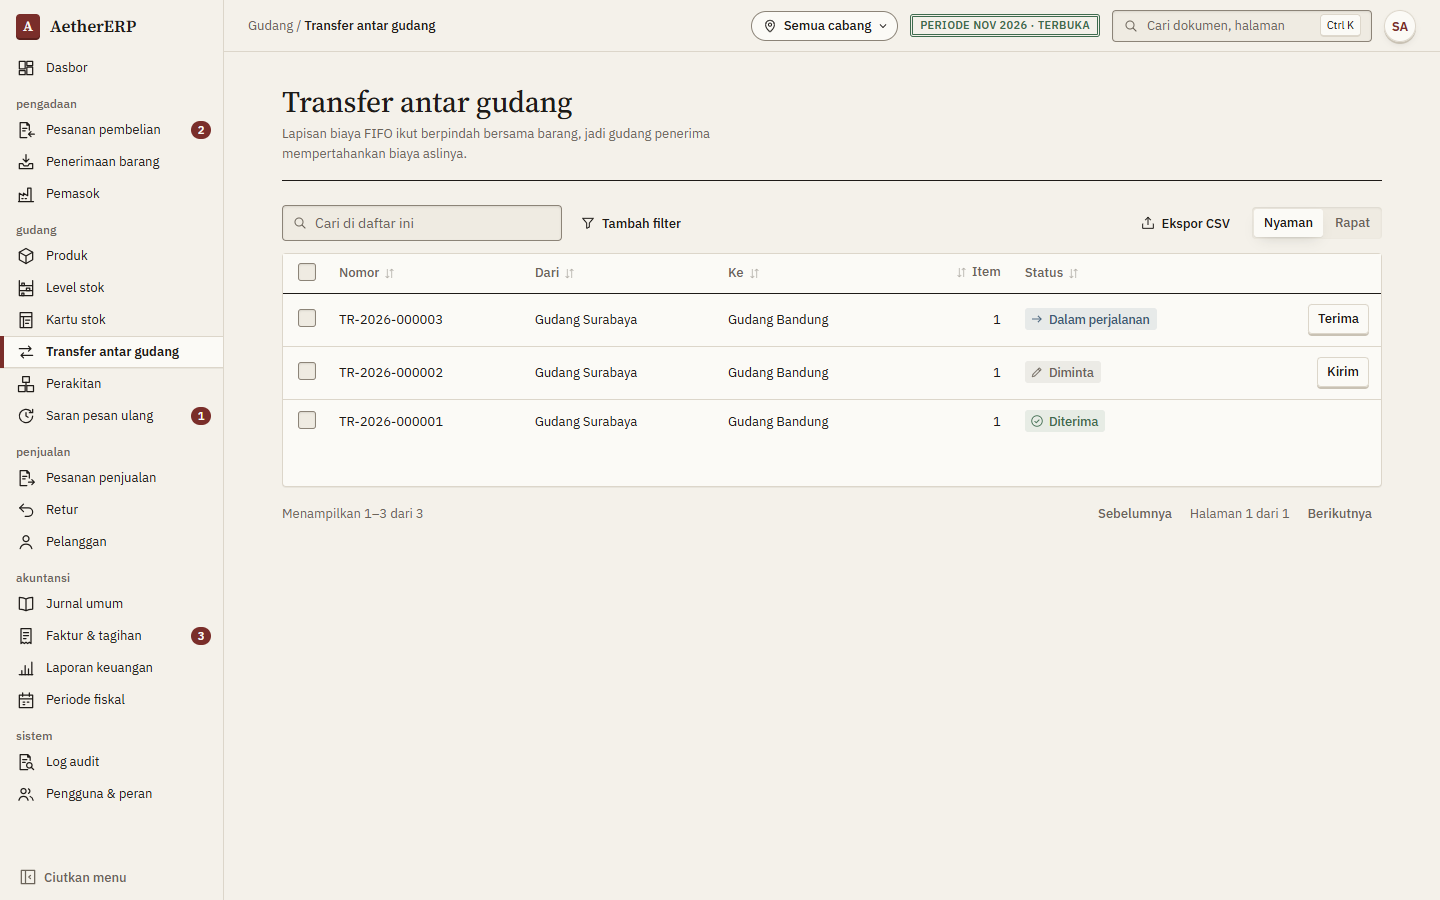 A AetherERP
Gudang / Transfer antar gudang
Semua cabang
PERIODE NOV 2026 · TERBUKA
Cari dokumen, halaman
Ctrl K
SA
Dasbor
pengadaan
Pesanan pembelian 2
Penerimaan barang
Pemasok
gudang
Produk
Level stok
Kartu stok
Transfer antar gudang
Perakitan
Saran pesan ulang 1
penjualan
Pesanan penjualan
Retur
Pelanggan
akuntansi
Jurnal umum
Faktur & tagihan 3
Laporan keuangan
Periode fiskal
sistem
Log audit
Pengguna & peran
Ciutkan menu
Transfer antar gudang
Lapisan biaya FIFO ikut berpindah bersama barang, jadi gudang penerima
mempertahankan biaya aslinya.
Cari di daftar ini
Tambah filter
Ekspor CSV
Nyaman
Rapat
Nomor Dari Ke Item Status
TR-2026-000003 Gudang Surabaya Gudang Bandung 1 Dalam perjalanan Terima
TR-2026-000002 Gudang Surabaya Gudang Bandung 1 Diminta Kirim
TR-2026-000001 Gudang Surabaya Gudang Bandung 1 Diterima
Menampilkan 1–3 dari 3
Sebelumnya Halaman 1 dari 1 Berikutnya